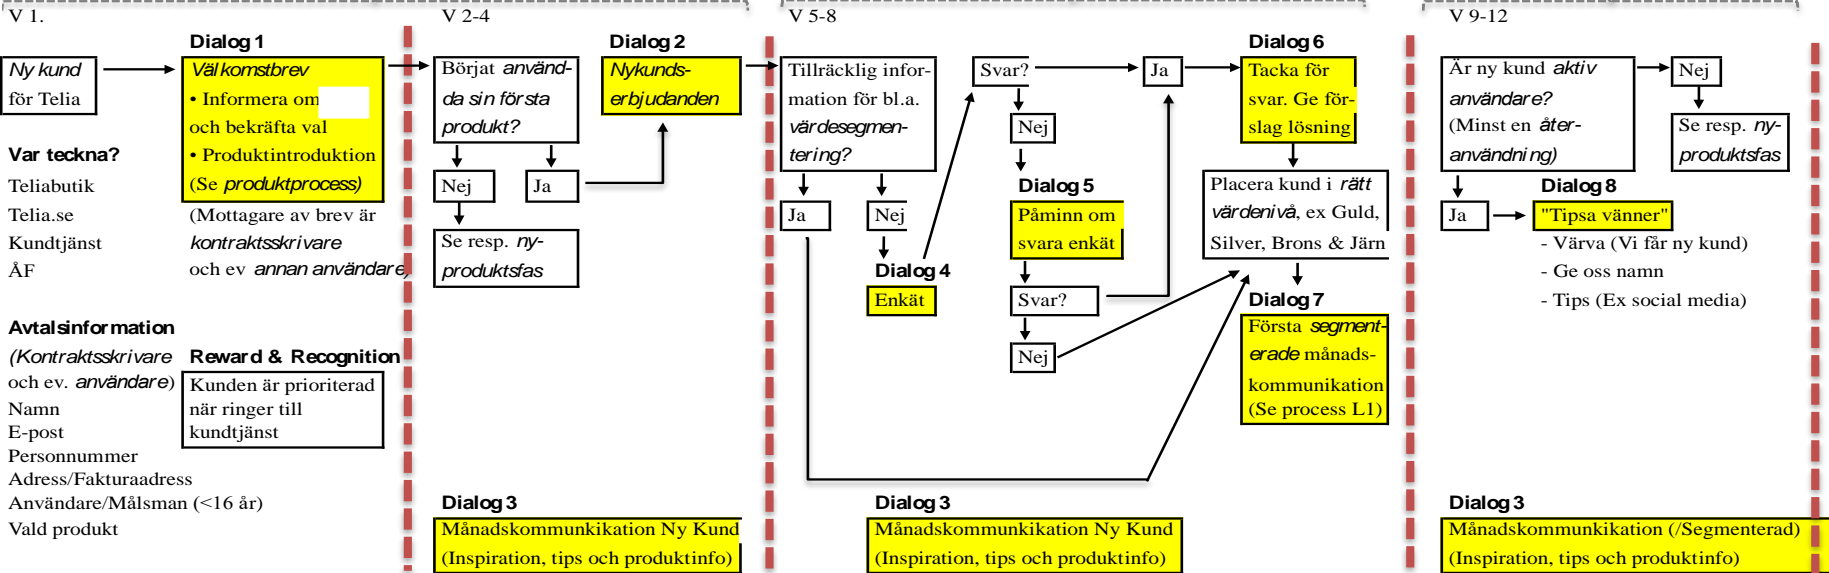 V 1.
Ny kund
för Telia
Var teckna?
Teliabutik
Telia.se
Kundtjänst
ÅF
Avtalsinformation
(Kontraktsskrivare
och ev. användare)
Namn
E-post
Personnummer
Adress/Fakturaadress
Användare/Målsman (<16 år)
Vald produkt
Dialog 1
Välkomstbrev
• Informera om
och bekräfta val
• Produktintroduktion
(Se produktprocess)
(Mottagare av brev är
kontraktsskrivare
och ev annan användare)
Reward & Recognition
Kunden är prioriterad
när ringer till
kundtjänst
V 2-4
Börjat använd-
da sin första
produkt?
Nej
Ja
Se resp. ny-
produktsfas
Dialog 2
Nykunds-
erbjudanden
Dialog 3
Månadskommunkikation Ny Kund
(Inspiration, tips och produktinfo)
V 5-8
Tillräcklig infor-
mation för bl.a.
värdesegmen-
tering?
Ja
Nej
Dialog 4
Enkät
Svar?
Nej
Dialog 5
Påminn om
svara enkät
Svar?
Nej
Ja
Dialog 6
Tacka för
svar. Ge för-
slag lösning
Placera kund i rätt
värdenivå, ex Guld,
Silver, Brons & Järn
Dialog 7
Första segment-
erade månads-
kommunikation
(Se process L1)
Dialog 3
Månadskommunkikation Ny Kund
(Inspiration, tips och produktinfo)
V 9-12
Är ny kund aktiv
användare?
(Minst en åter-
användning)
Nej
Se resp. ny-
produktsfas
Ja
Dialog 8
"Tipsa vänner"
- Värva (Vi får ny kund)
- Ge oss namn
- Tips (Ex social media)
Dialog 3
Månadskommunkikation (/Segmenterad)
(Inspiration, tips och produktinfo)